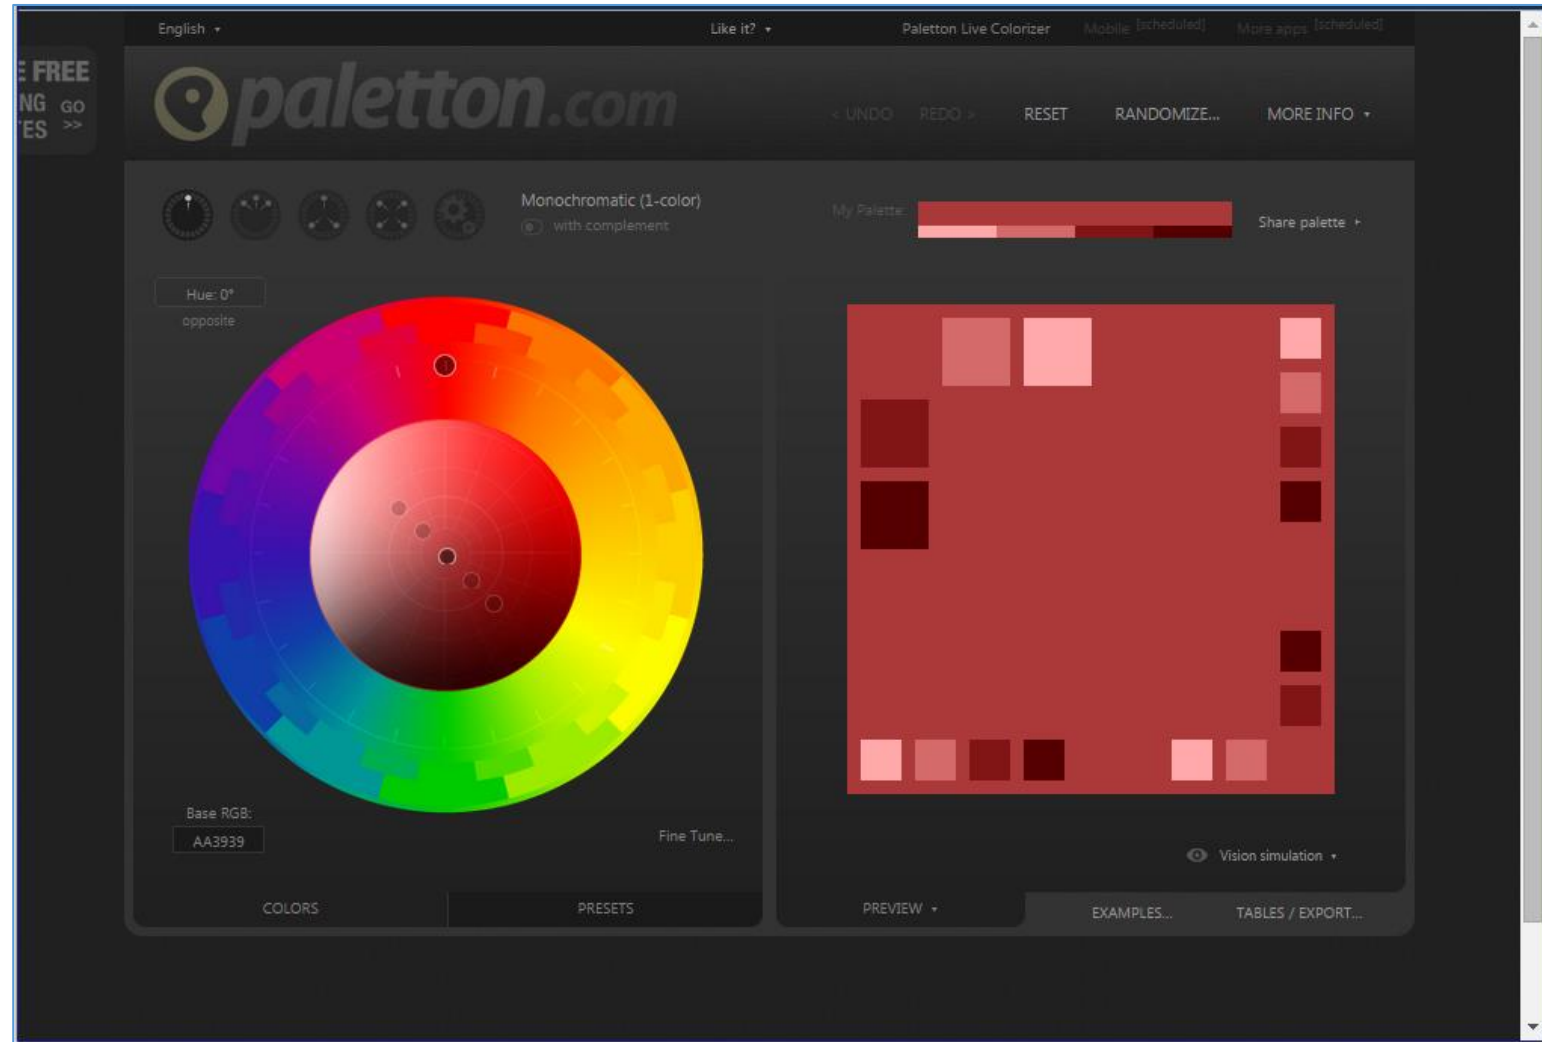 English Like it? Paletton Live Colorizer Mobile [scheduled] More apps [scheduled]
E FREE
NG GO
TES >>
paletton.com
< UNDO REDO > RESET RANDOMIZE... MORE INFO
Monochromatic (1-color)
with complement
My Palette:
Share palette
Hue: 0°
opposite
Base RGB:
AA3939
Fine Tune...
Vision simulation
COLORS PRESETS PREVIEW EXAMPLES... TABLES / EXPORT...